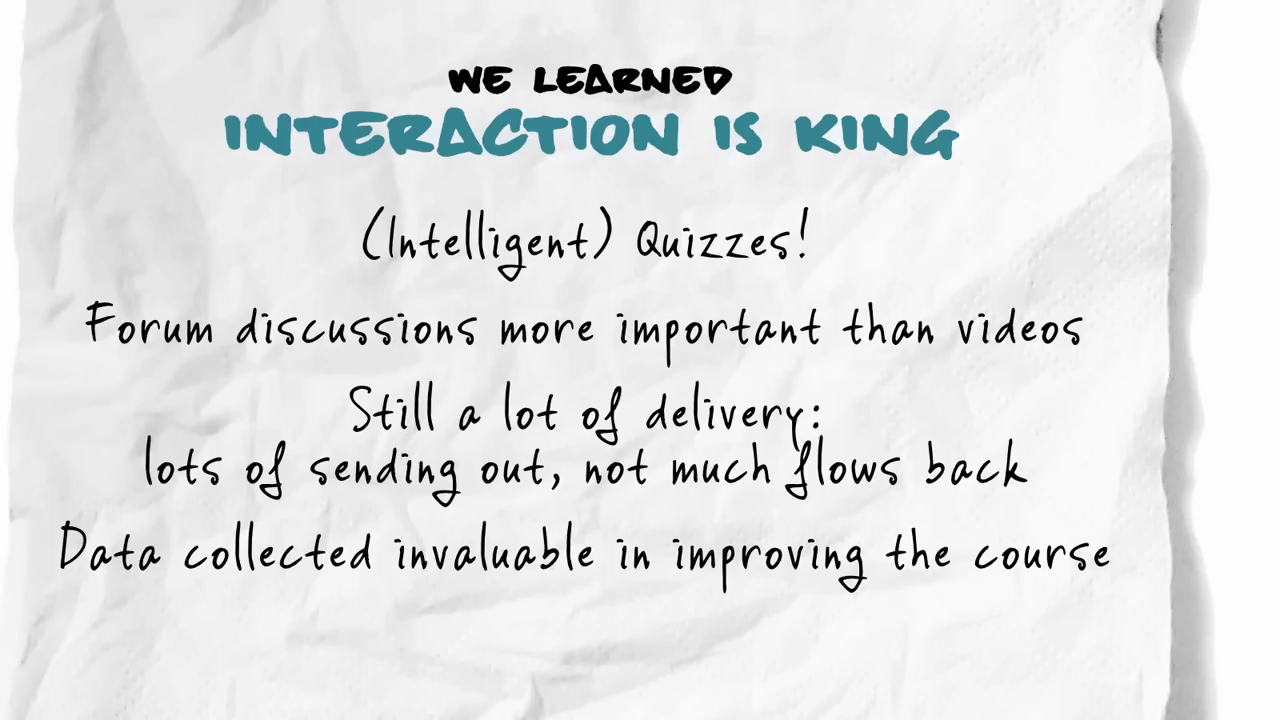 WE LEARNED
INTERACTION IS KING
(Intelligent) Quizzes!
Forum discussions more important than videos
Still a lot of delivery:
lots of sending out, not much flows back
Data collected invaluable in improving the course